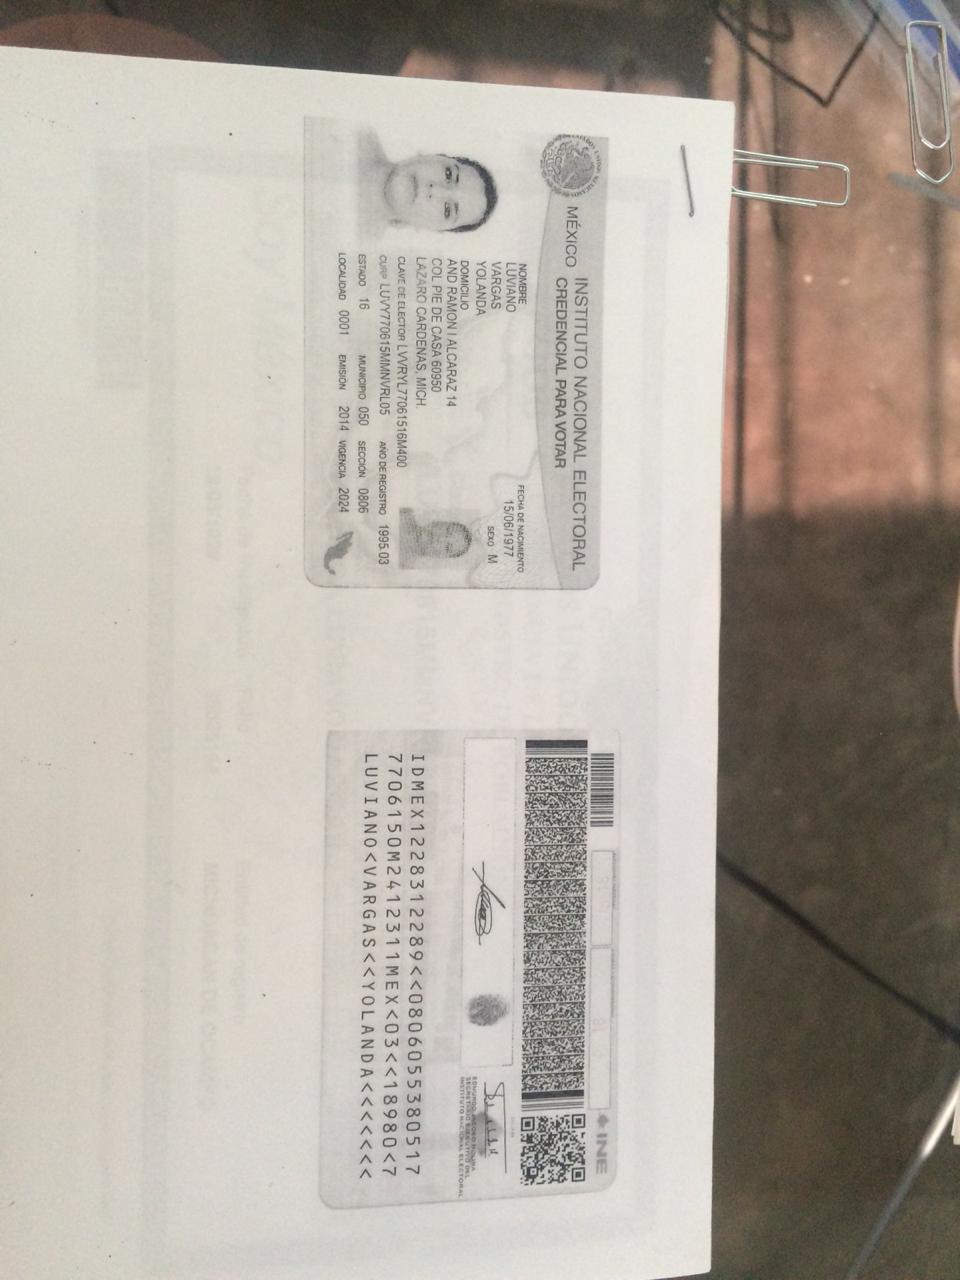 MÉXICO INSTITUTO NACIONAL ELECTORAL
CREDENCIAL PARA VOTAR
NOMBRE
LUVIANO
VARGAS
YOLANDA
FECHA DE NACIMIENTO
15/06/1977
SEXO M
DOMICILIO
AND RAMON I ALCARAZ 14
COL PIE DE CASA 60950
LAZARO CARDENAS, MICH.
CLAVE DE ELECTOR LVVRYL77061516M400
CURP LUVY770615MMNVRL05 AÑO DE REGISTRO 1995 03
ESTADO 16 MUNICIPIO 050 SECCIÓN 0806
LOCALIDAD 0001 EMISIÓN 2014 VIGENCIA 2024
INE
EDMUNDO JACOBO MOLINA
SECRETARIO EJECUTIVO DEL
INSTITUTO NACIONAL ELECTORAL
IDMEX1228312289<<0806055380517
7706150M2412311MEX<03<<18980<7
LUVIANO<VARGAS<<YOLANDA<<<<<<<